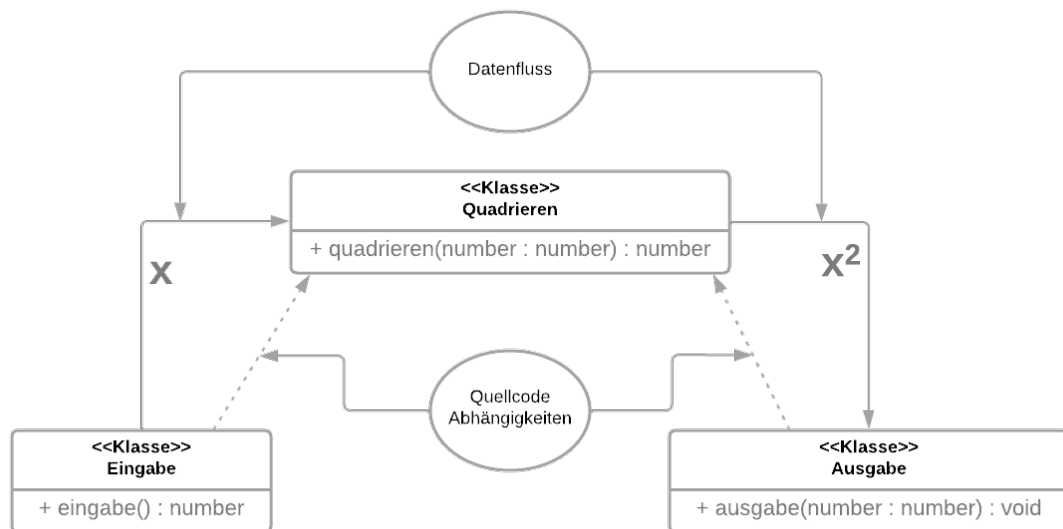 Datenfluss
<<Klasse>>
Quadrieren
+ quadrieren(number : number) : number
X
X²
Quellcode
Abhängigkeiten
<<Klasse>>
Eingabe
+ eingabe() : number
<<Klasse>>
Ausgabe
+ ausgabe(number : number) : void